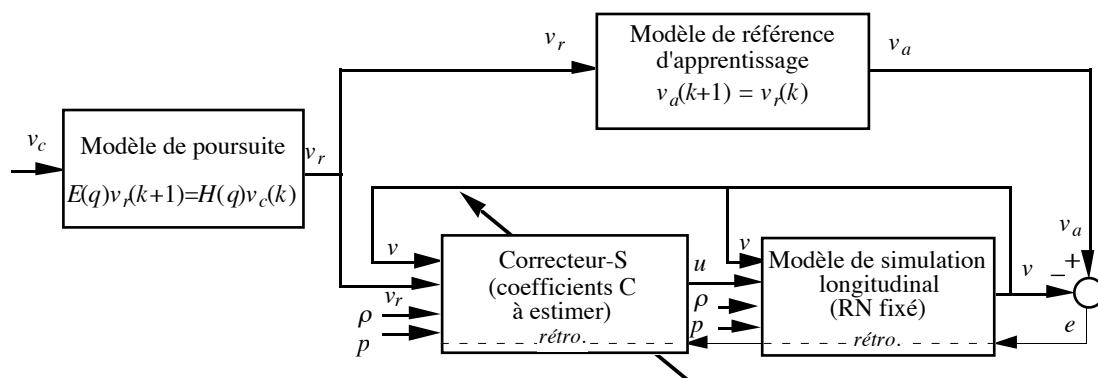 v_r
Modèle de référence
d'apprentissage
v_a(k+1) = v_r(k)
v_a
v_c
Modèle de poursuite
E(q)v_r(k+1)=H(q)v_c(k)
v_r
v_a
v
v_r
ρ
p
Correcteur-S
(coefficients C
à estimer)
rétro.
u
v
ρ
p
Modèle de simulation
longitudinal
(RN fixé)
rétro.
v
− +
e